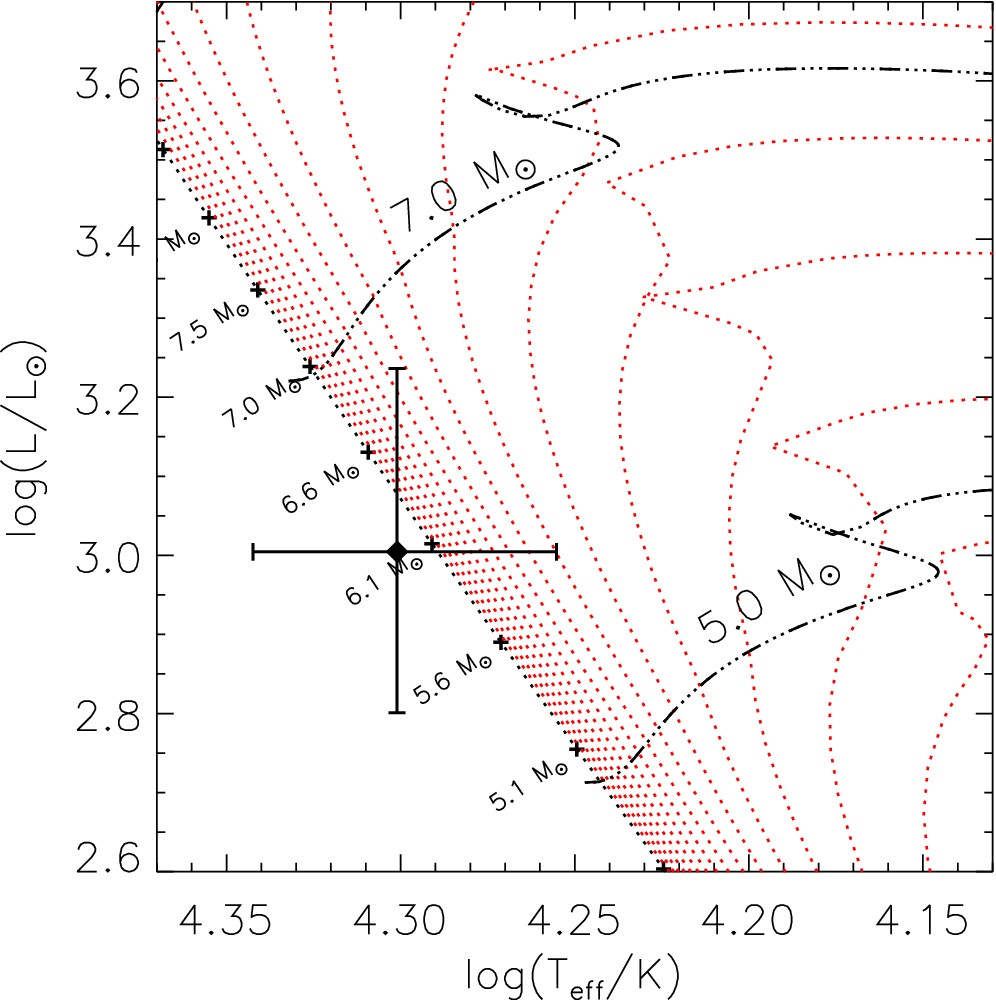 3.6
3.4
3.2
3.0
2.8
2.6
log(L/L☉)
7.0 M☉
M☉
7.5 M☉
7.0 M☉
6.6 M☉
6.1 M☉
5.6 M☉
5.1 M☉
5.0 M☉
4.35 4.30 4.25 4.20 4.15
log(Teff/K)